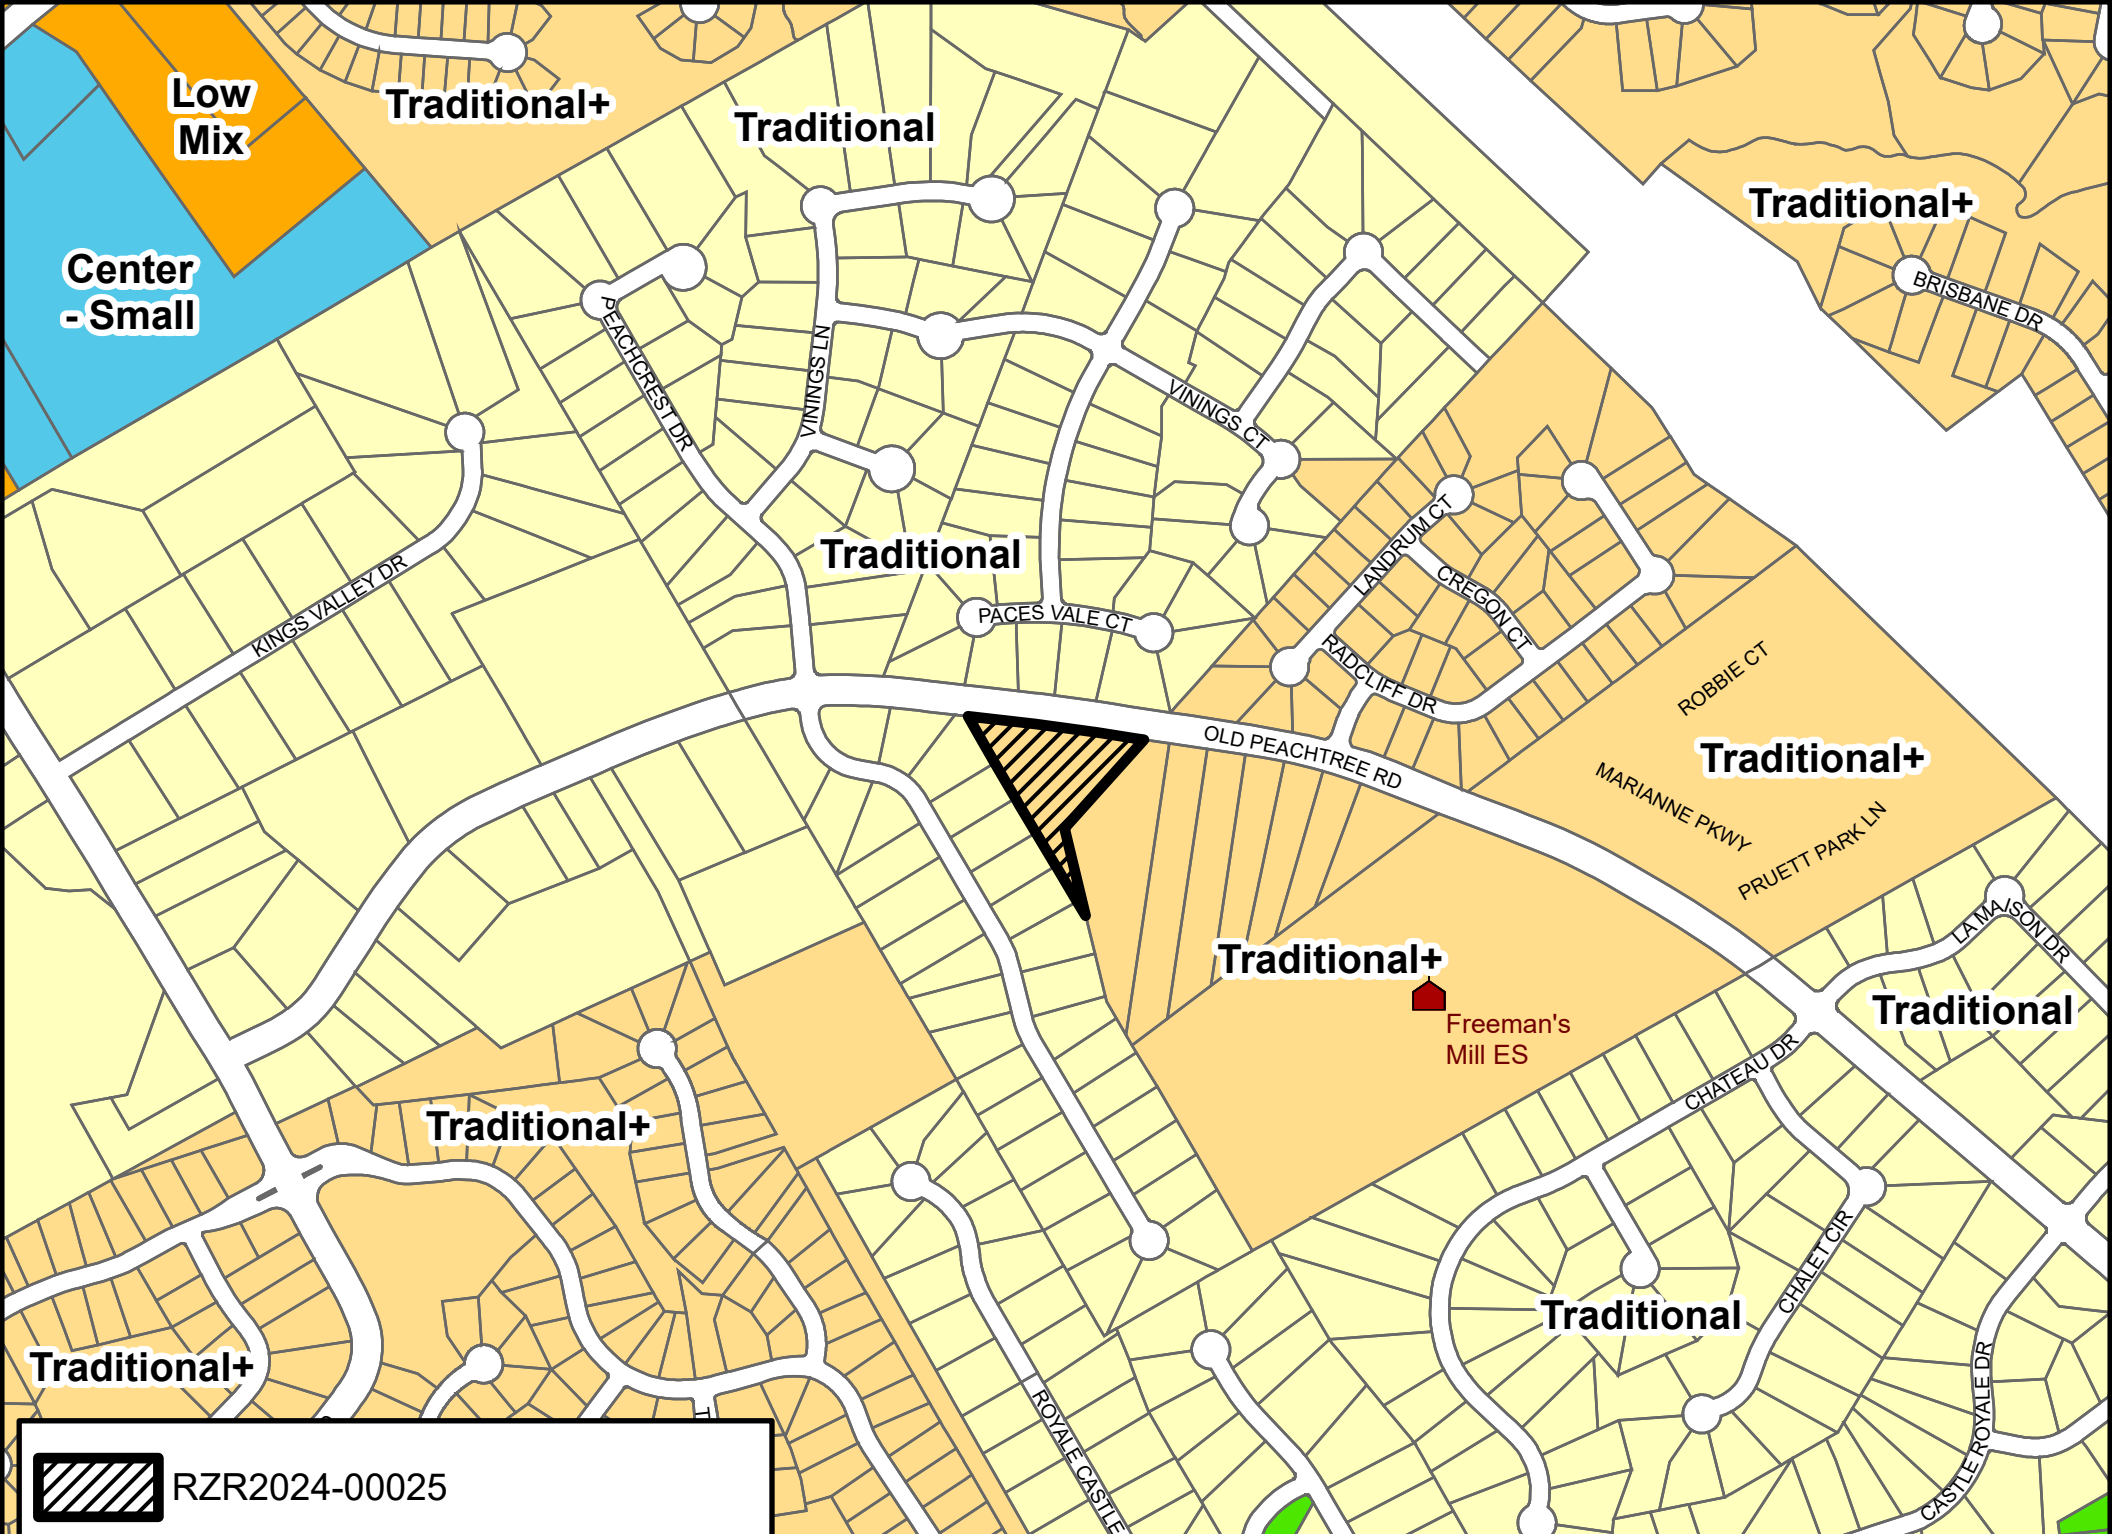 Low
Mix
Traditional+
Traditional
Traditional+
Center
- Small
BRISBANE DR
PEACHCREST DR
VININGS LN
VININGS CT
Traditional
LANDRUM CT
CREGON CT
KINGS VALLEY DR
PACES VALE CT
RADCLIFF DR
ROBBIE CT
OLD PEACHTREE RD
Traditional+
MARIANNE PKWY
PRUETT PARK LN
LA MAISON DR
Traditional+
Freeman's
Mill ES
Traditional
CHATEAU DR
Traditional+
CHALET CIR
Traditional
Traditional+
CASTLE ROYALE DR
ROYALE CASTLE
T
RZR2024-00025